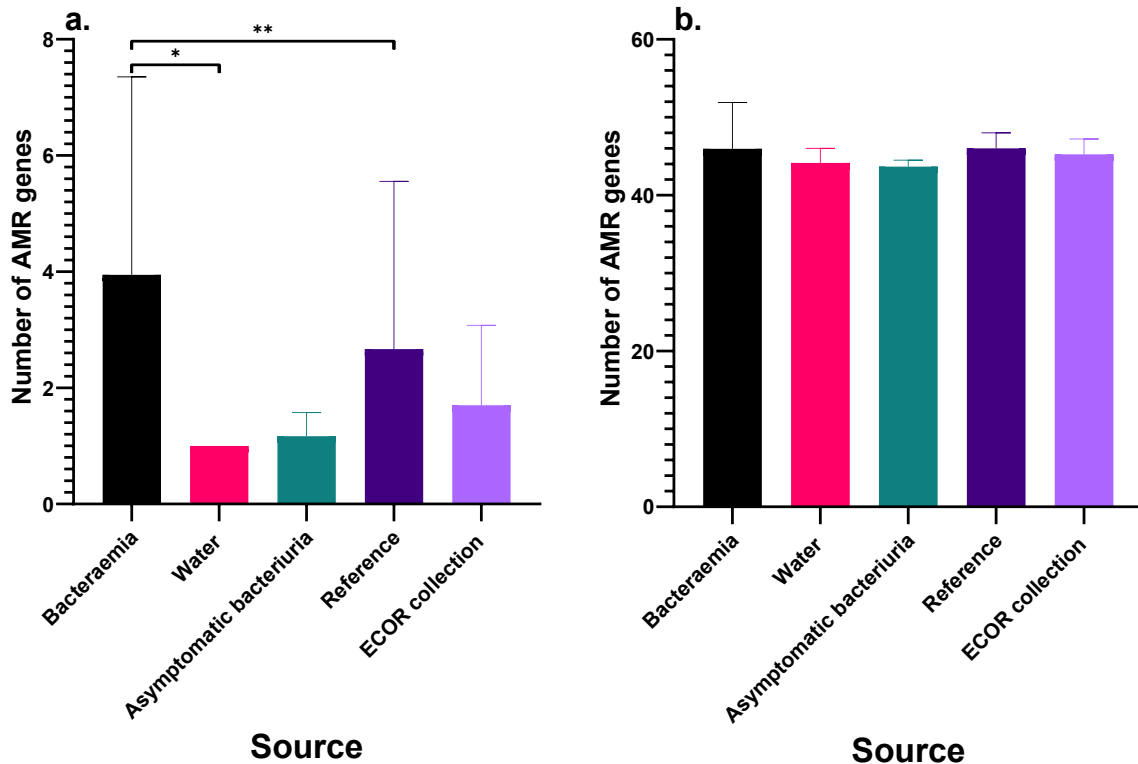 a.
8
6
4
2
0
**
*
Number of AMR genes
Bacteraemia
Water
Asymptomatic bacteriuria
Reference
ECOR collection
Source
b.
60
40
20
0
Number of AMR genes
Bacteraemia
Water
Asymptomatic bacteriuria
Reference
ECOR collection
Source